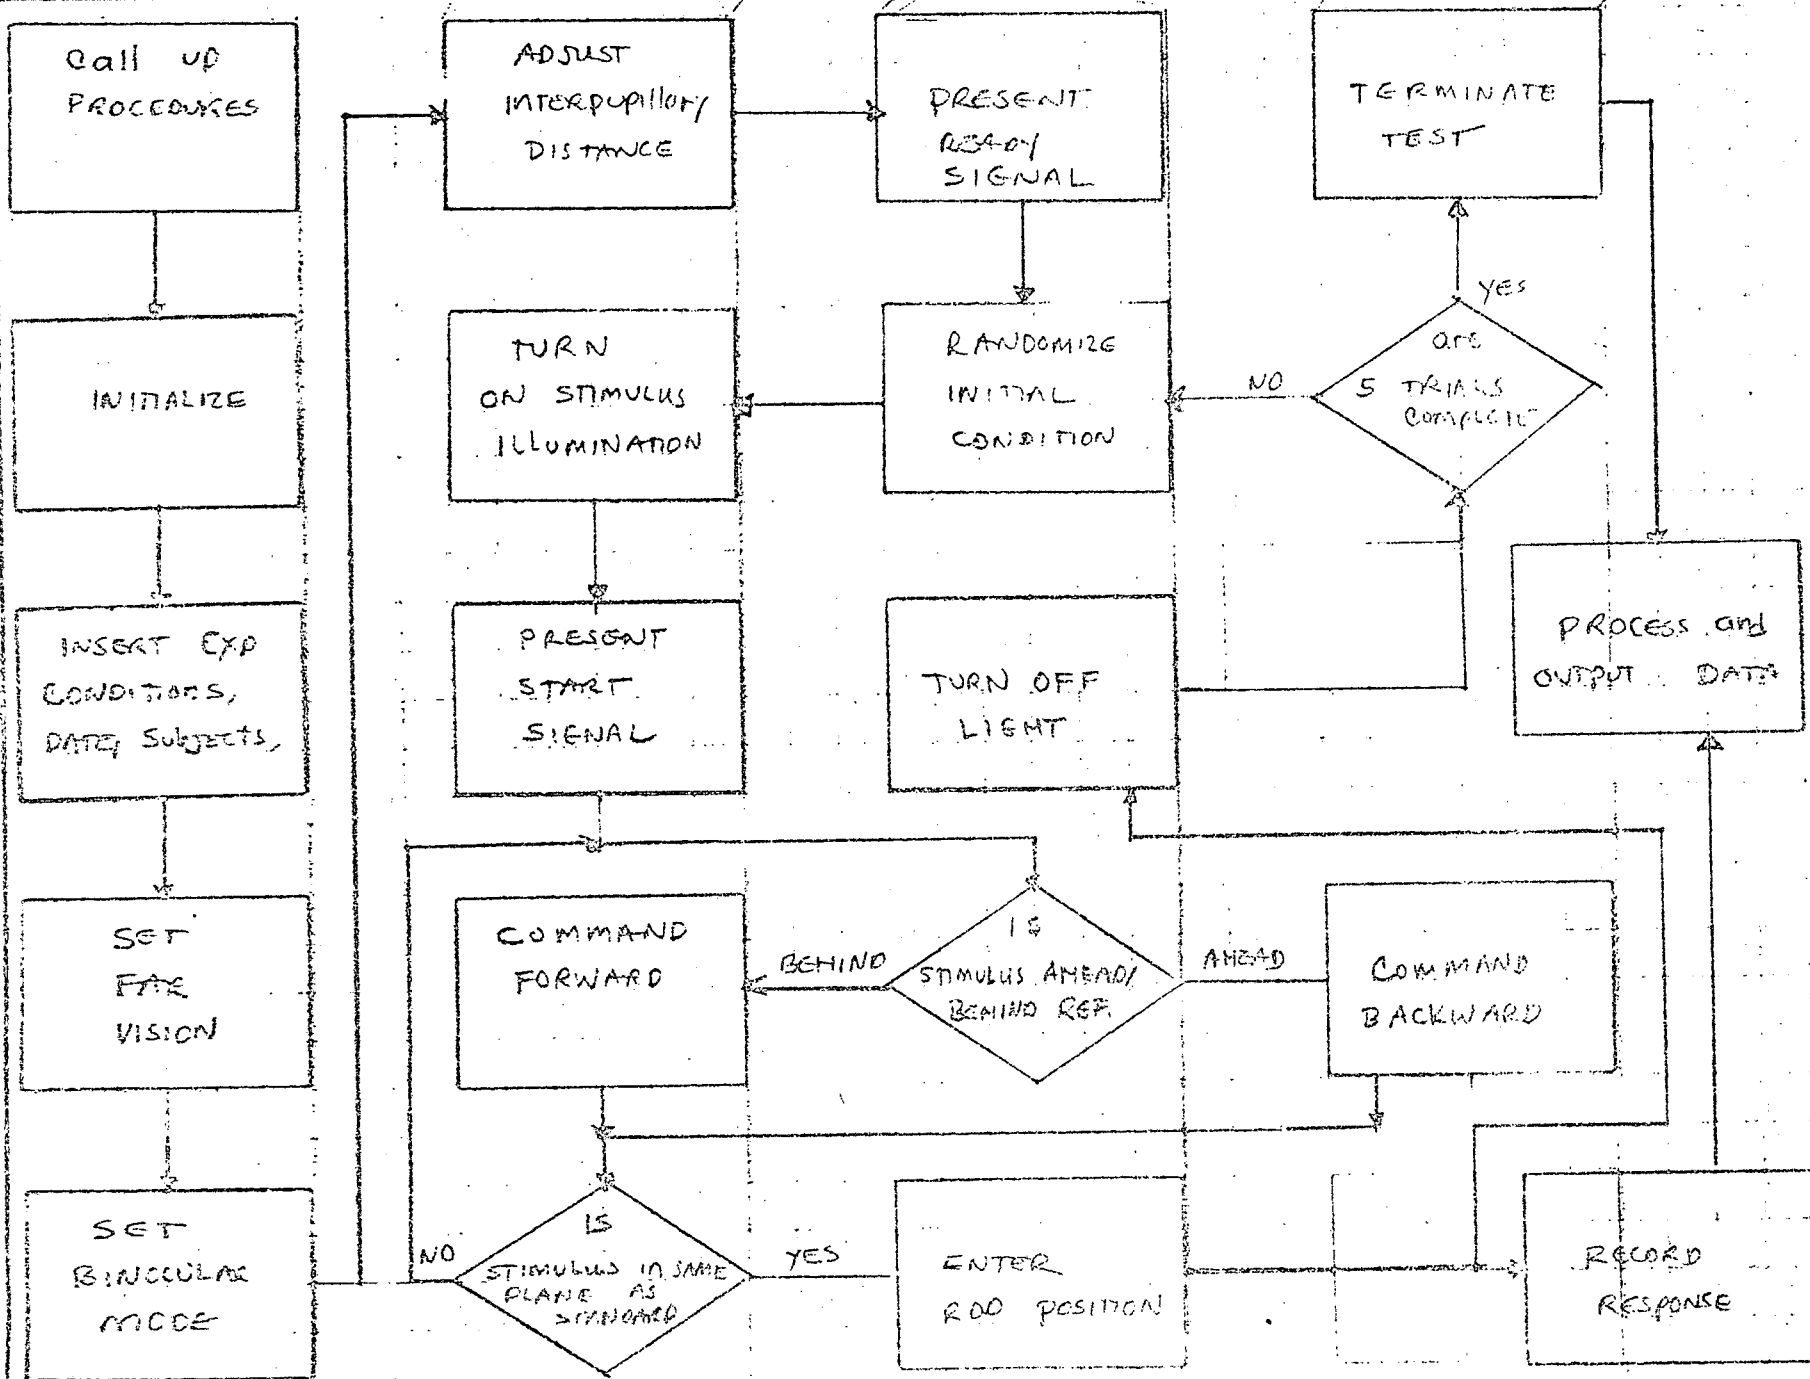 Call up
PROCEDURES
INITIALIZE
INSERT EXP
CONDITIONS,
DATE, SUBJECTS,
SET
FAR
VISION
SET
BINOCULAR
MODE
ADJUST
INTERPUPILLORY
DISTANCE
TURN
ON STIMULUS
ILLUMINATION
PRESENT
START
SIGNAL
COMMAND
FORWARD
IS
STIMULUS IN SAME
PLANE AS
STANDARD
NO
YES
PRESENT
READY
SIGNAL
RANDOMIZE
INITIAL
CONDITION
TURN OFF
LIGHT
BEHIND
IS
STIMULUS AHEAD/
BEHIND REF.
AHEAD
ENTER
ROD POSITION
TERMINATE
TEST
YES
are
5 TRIALS
COMPLETE
NO
COMMAND
BACKWARD
PROCESS and
OUTPUT DATA
RECORD
RESPONSE